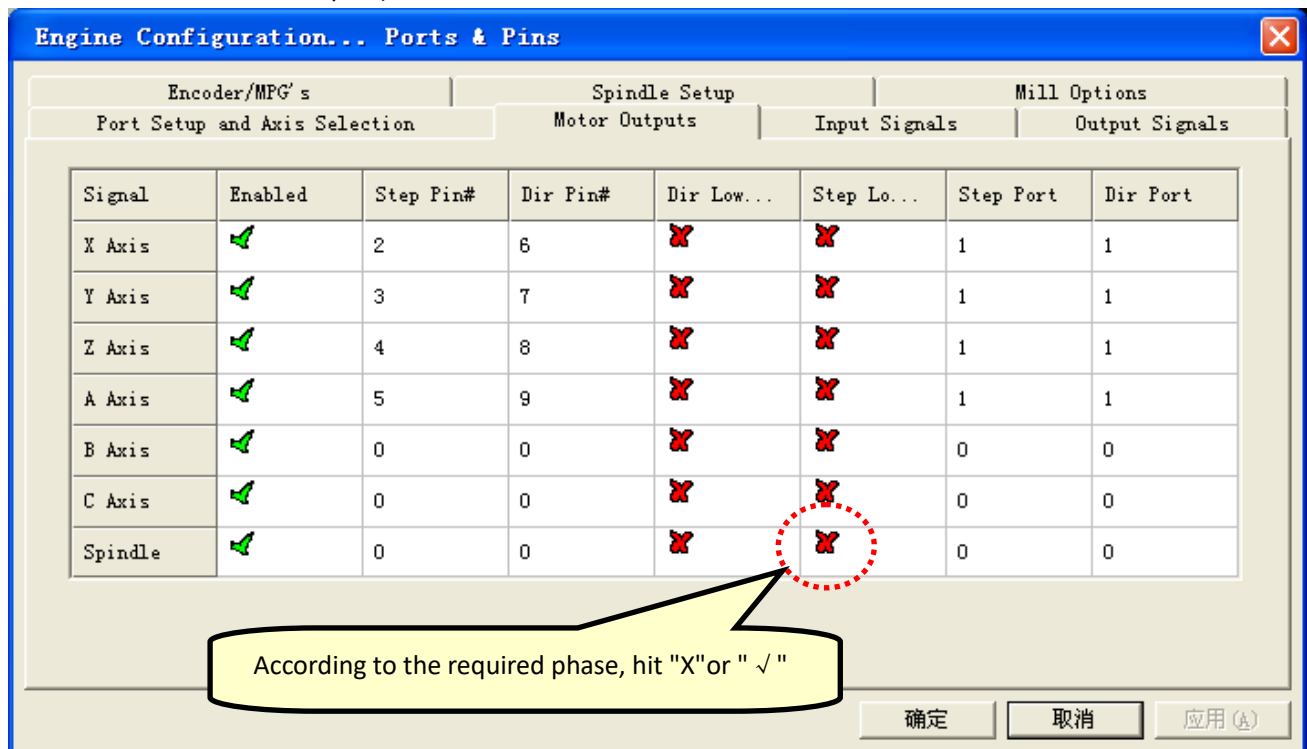 Engine Configuration... Ports & Pins
Encoder/MPG's Spindle Setup Mill Options
Port Setup and Axis Selection Motor Outputs Input Signals Output Signals
Signal Enabled Step Pin# Dir Pin# Dir Low... Step Lo... Step Port Dir Port
X Axis 2 6 1 1
Y Axis 3 7 1 1
Z Axis 4 8 1 1
A Axis 5 9 1 1
B Axis 0 0 0 0
C Axis 0 0 0 0
Spindle 0 0 0 0
According to the required phase, hit "X"or " √ "
确定 取消 应用(A)